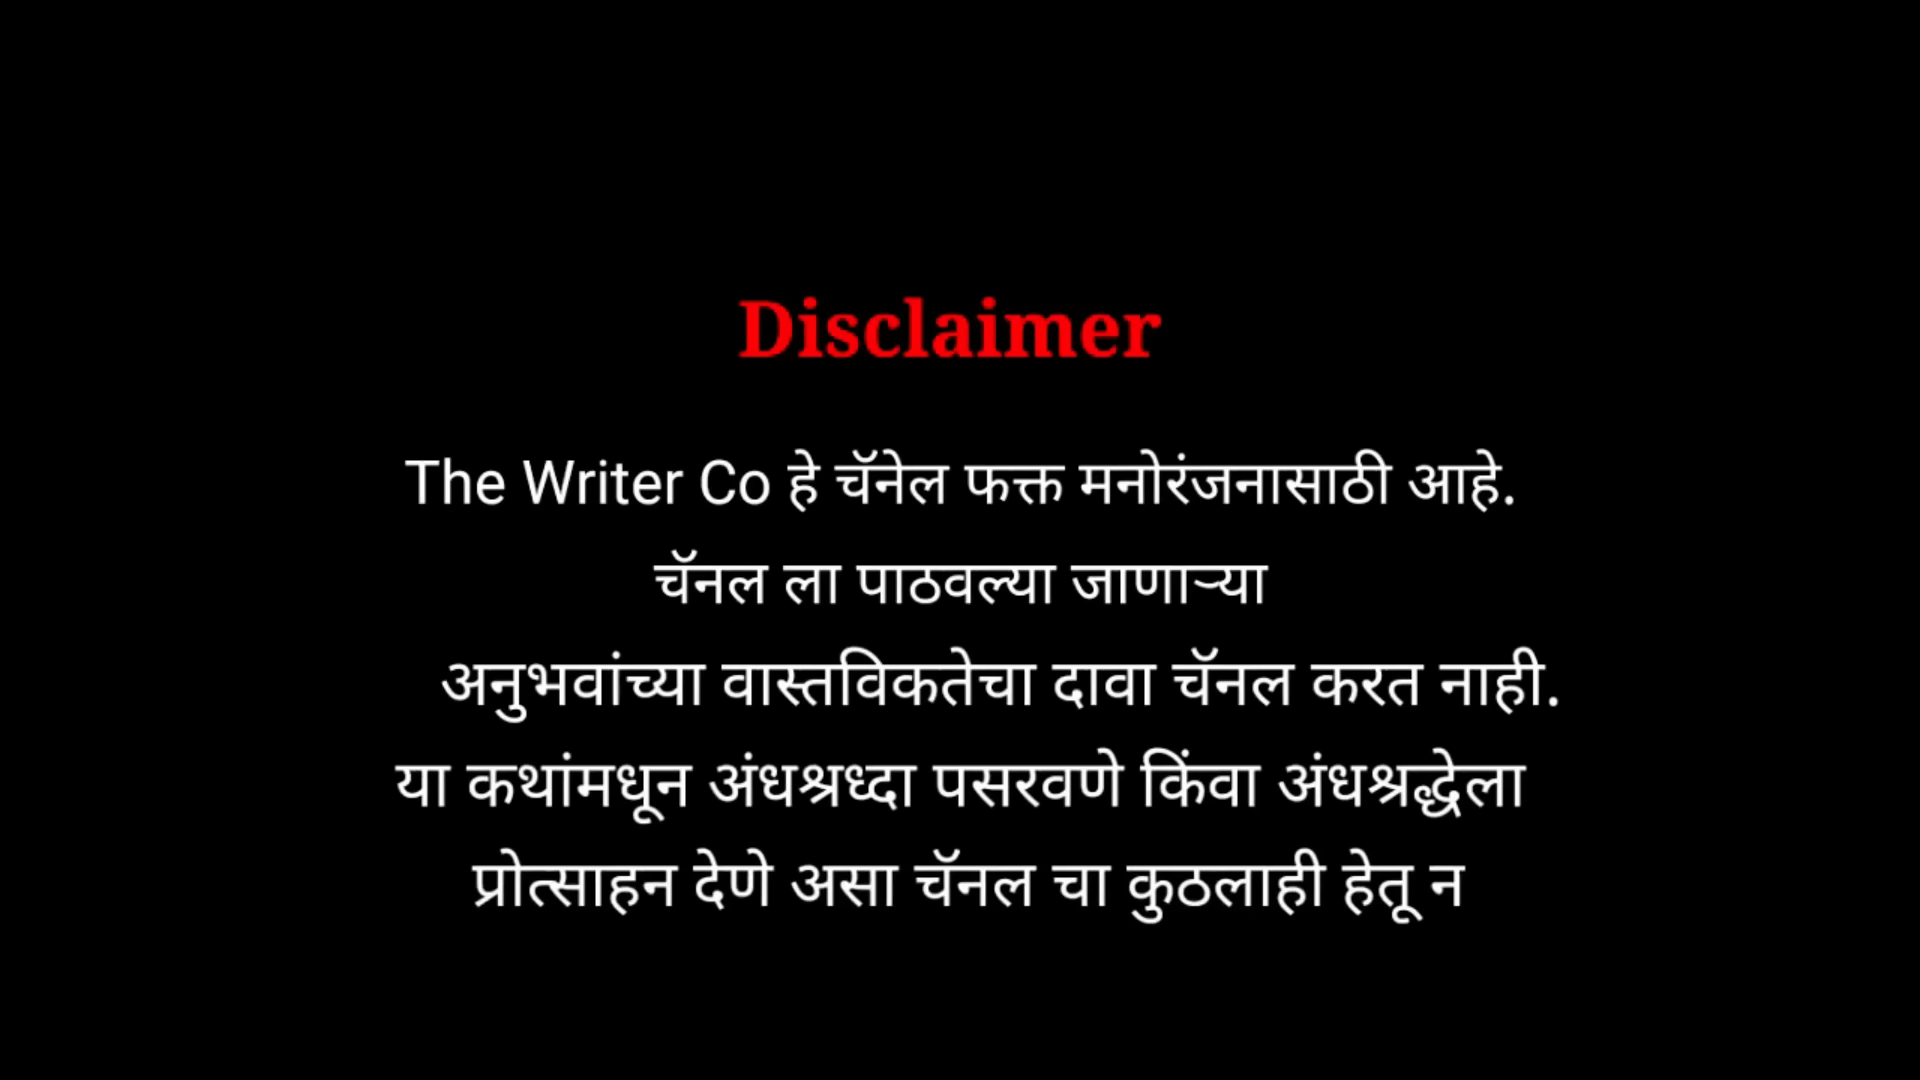 Disclaimer
The Writer Co हे चॅनेल फक्त मनोरंजनासाठी आहे.
चॅनल ला पाठवल्या जाणाऱ्या
अनुभवांच्या वास्तविकतेचा दावा चॅनल करत नाही.
या कथांमधून अंधश्रध्दा पसरवणे किंवा अंधश्रद्धेला
प्रोत्साहन देणे असा चॅनल चा कुठलाही हेतू न